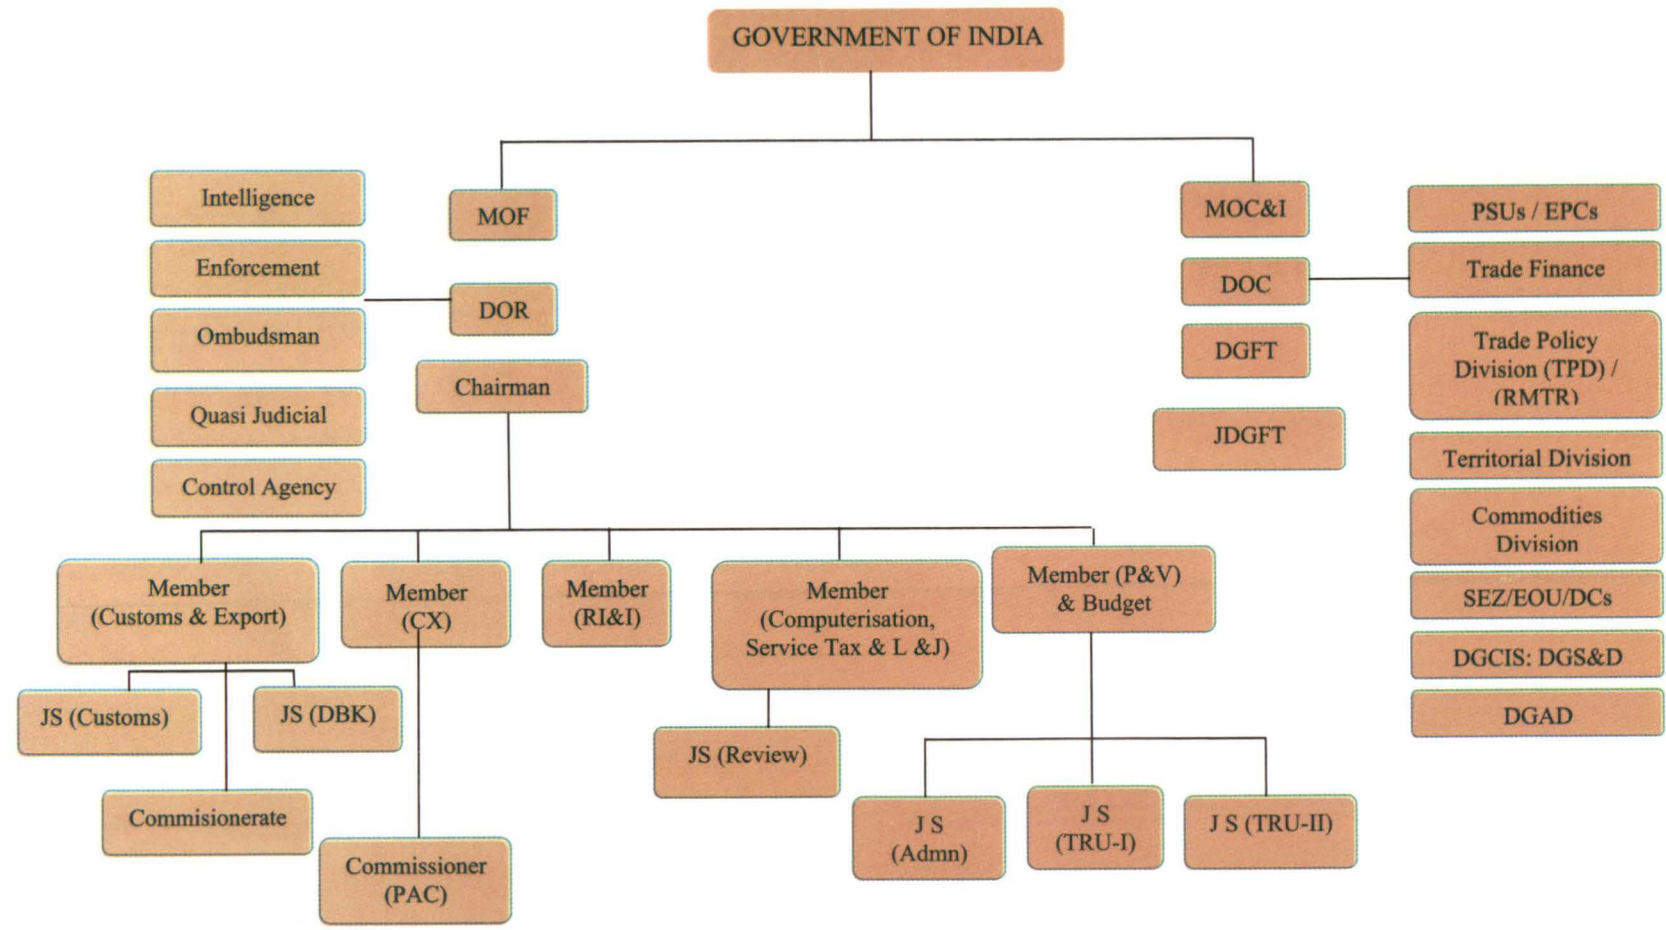 GOVERNMENT OF INDIA
MOF
MOC&I
Intelligence
Enforcement
Ombudsman
Quasi Judicial
Control Agency
DOR
Chairman
DOC
DGFT
JDGFT
PSUs / EPCs
Trade Finance
Trade Policy
Division (TPD) /
(RMTR)
Territorial Division
Commodities
Division
SEZ/EOU/DCs
DGCIS: DGS&D
DGAD
Member
(Customs & Export)
Member
(CX)
Member
(RI&I)
Member
(Computerisation,
Service Tax & L &J)
Member (P&V)
& Budget
JS (Customs)
JS (DBK)
Commisionerate
Commissioner
(PAC)
JS (Review)
J S
(Admn)
J S
(TRU-I)
J S (TRU-II)